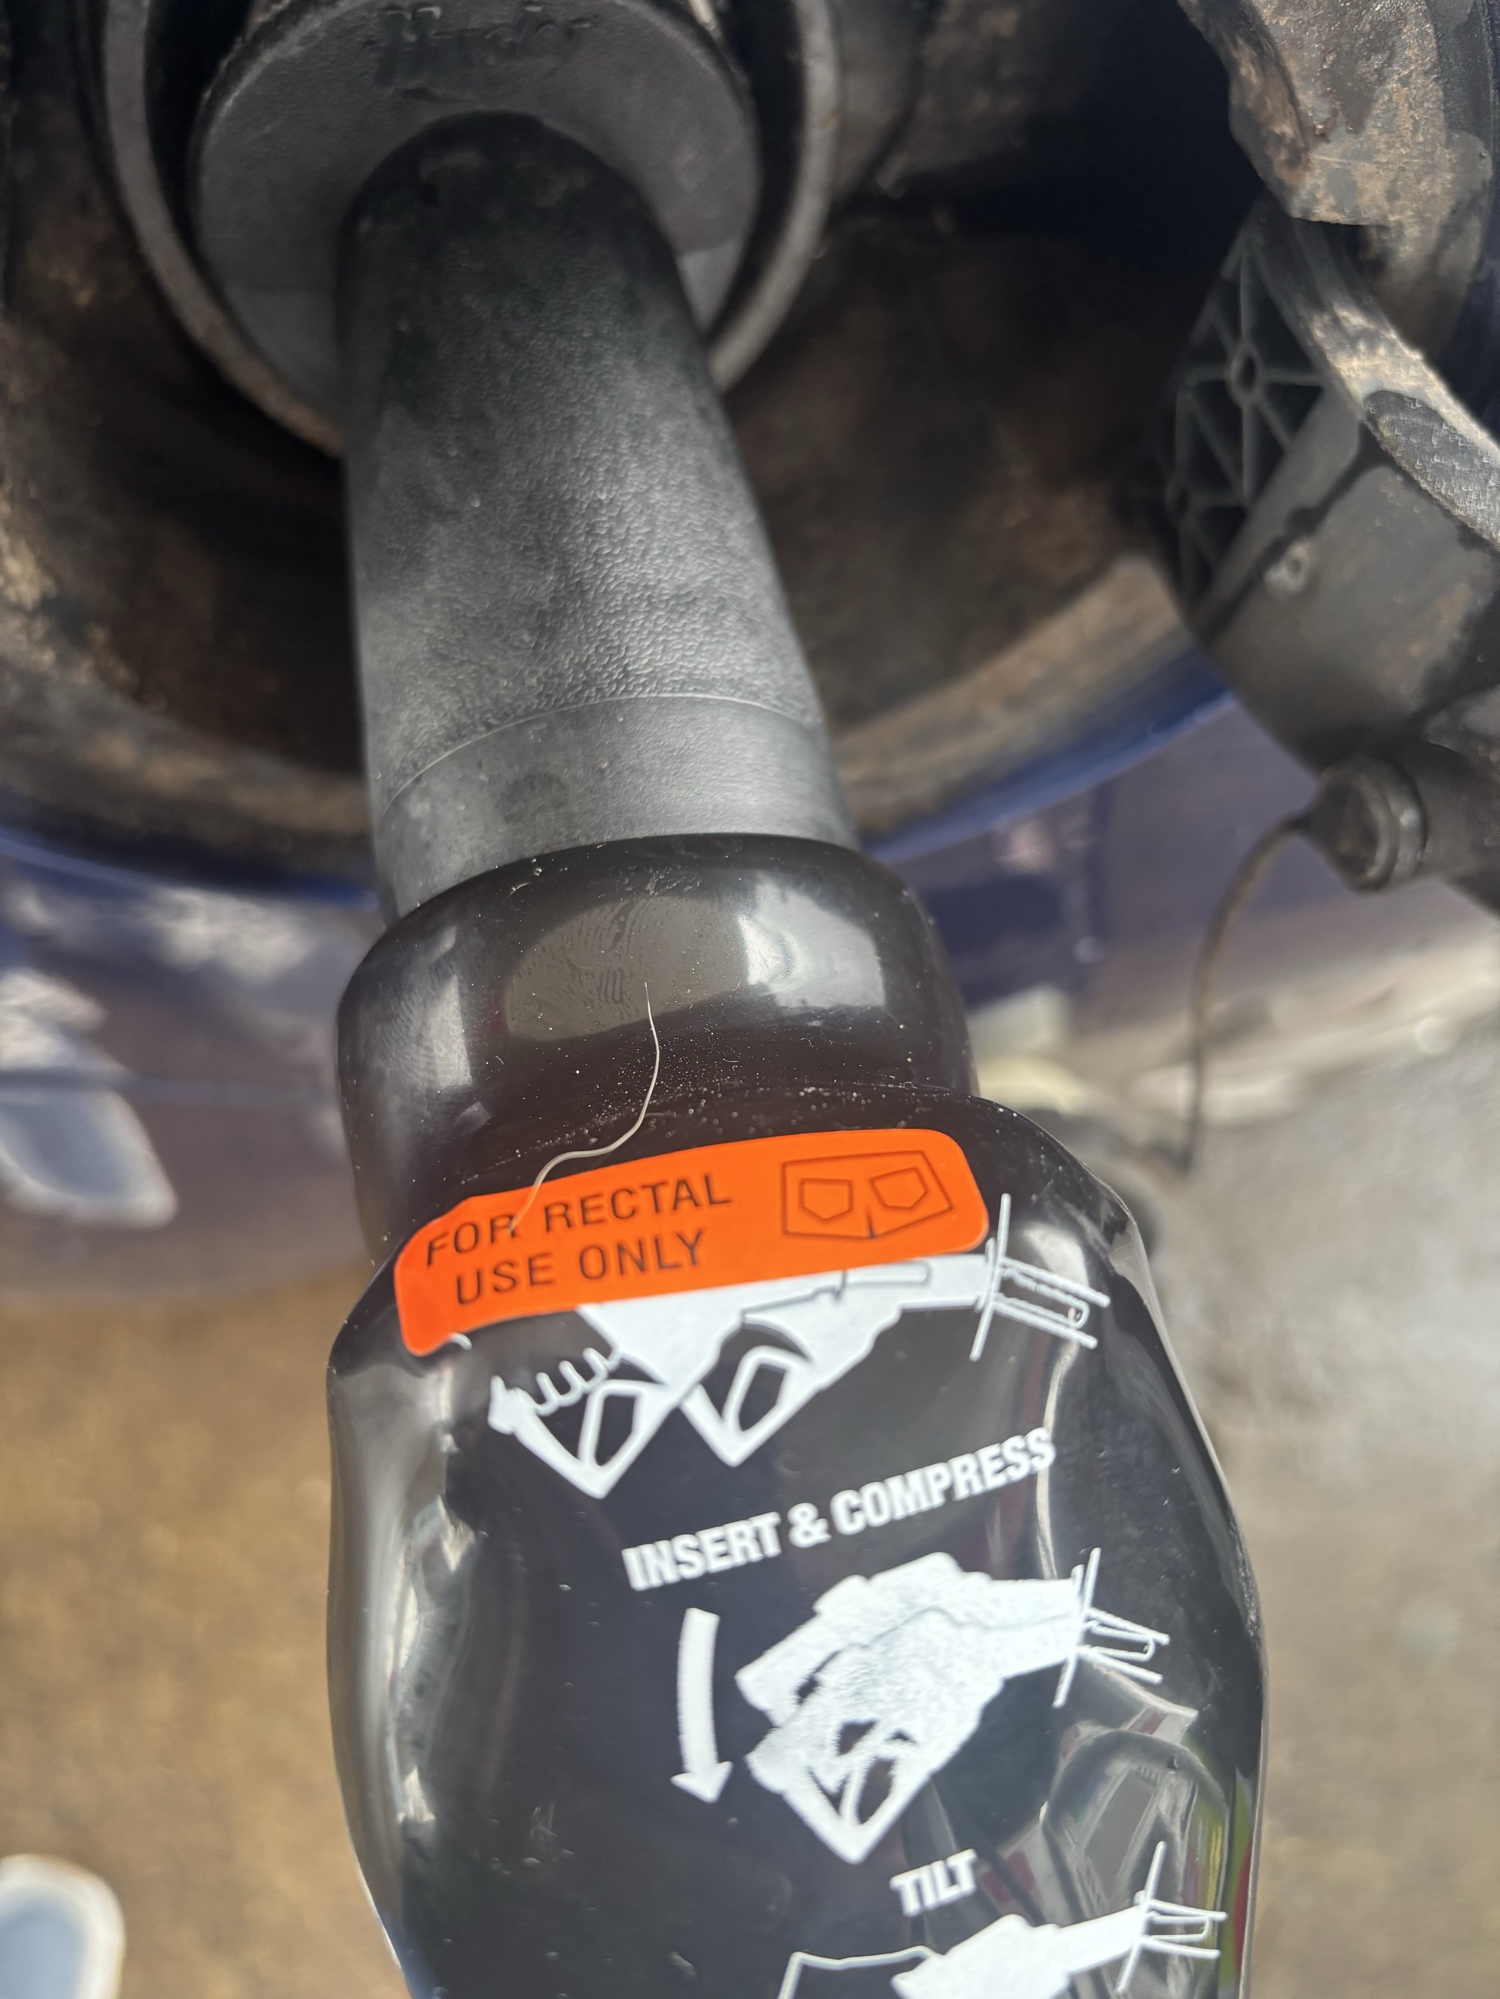 FOR RECTAL
USE ONLY
INSERT & COMPRESS
TILT